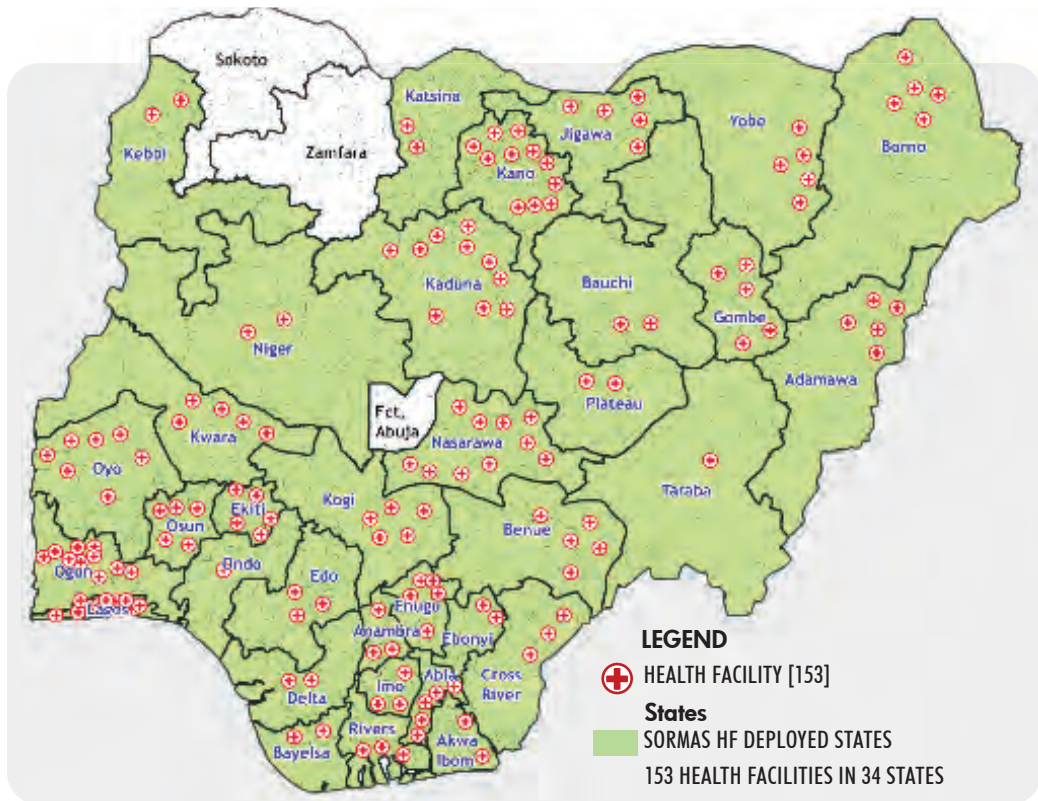 Sokoto
Katsina
Zamfara
Kebbi
Jigawa
Kano
Yobe
Borno
Kaduna
Bauchi
Gombe
Niger
Adamawa
Plateau
Fct,
Abuja
Nasarawa
Kwara
Oyo
Kogi
Taraba
Osun
Ekiti
Benue
Ogun
Ondo
Edo
Lagos
Enugu
Anambra
Ebonyi
Cross
River
Imo
Abia
Delta
Rivers
Bayelsa
Akwa
Ibom
LEGEND
HEALTH FACILITY [153]
States
SORMAS HF DEPLOYED STATES
153 HEALTH FACILITIES IN 34 STATES